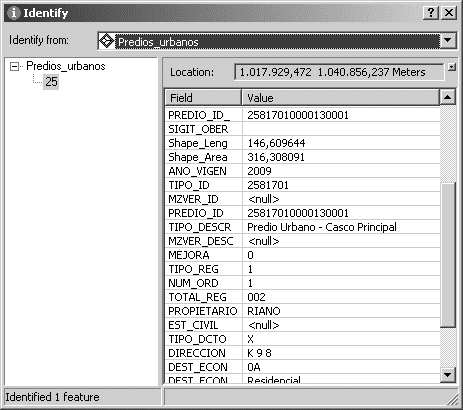 Identify
Identify from: Predios_urbanos
Predios_urbanos
25
Location: 1.017.929,472 1.040.856,237 Meters
Field Value
PREDIO_ID_ 25817010000130001
SIGIT_OBER
Shape_Leng 146,609644
Shape_Area 316,308091
ANO_VIGEN 2009
TIPO_ID 2581701
MZVER_ID <null>
PREDIO_ID 25817010000130001
TIPO_DESCR Predio Urbano - Casco Principal
MZVER_DESC <null>
MEJORA 0
TIPO_REG 1
NUM_ORD 1
TOTAL_REG 002
PROPIETARIO RIANO
EST_CIVIL <null>
TIPO_DCTO X
DIRECCION K 9 8
DEST_ECON 0A
DEST_ECON Residencial
Identified 1 feature